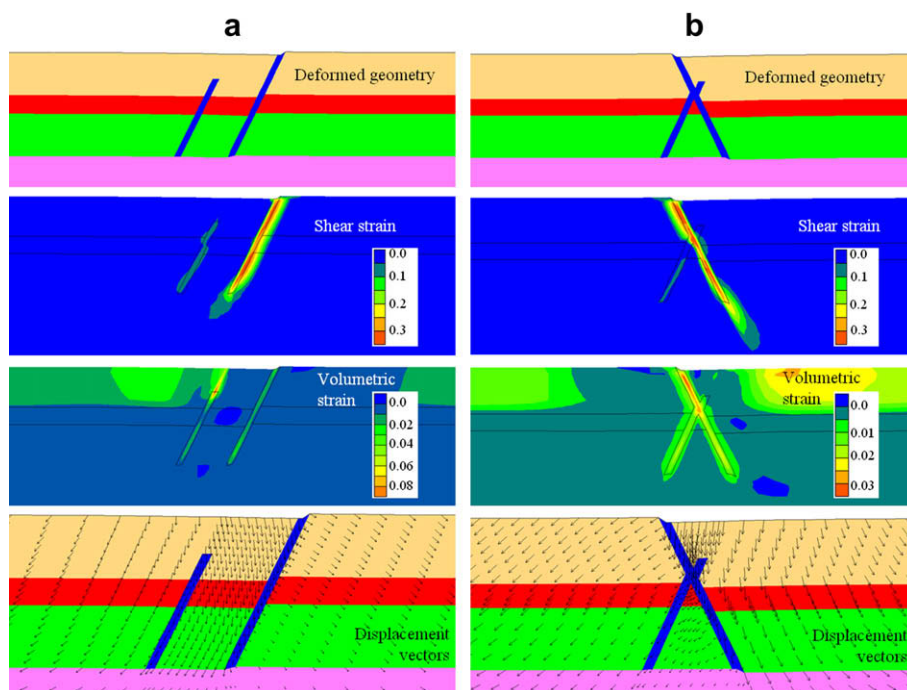 a
b
Deformed geometry
Deformed geometry
Shear strain
0.0
0.1
0.2
0.3
Shear strain
0.0
0.1
0.2
0.3
Volumetric
strain
0.0
0.02
0.04
0.06
0.08
Volumetric
strain
0.0
0.01
0.02
0.03
Displacement
vectors
Displacement
vectors